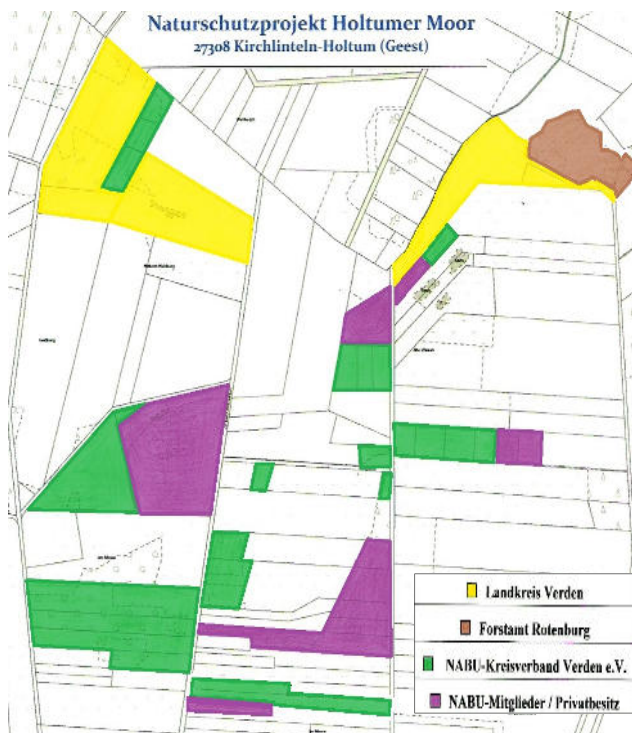 Naturschutzprojekt Holtumer Moor
27308 Kirchlinteln-Holtum (Geest)
Landkreis Verden
Forstamt Rotenburg
NABU-Kreisverband Verden e.V.
NABU-Mitglieder / Privatbesitz